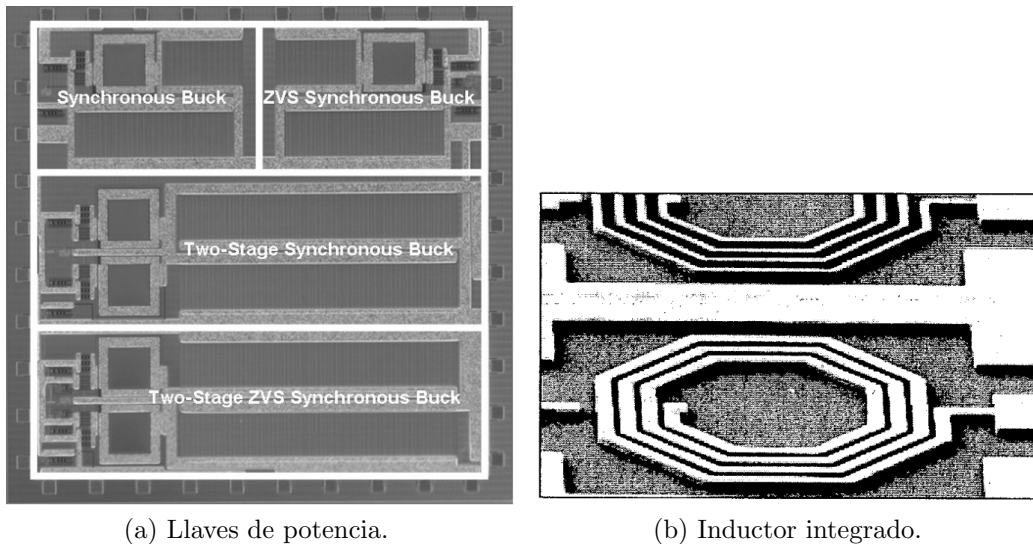 Synchronous Buck
ZVS Synchronous Buck
Two-Stage Synchronous Buck
Two-Stage ZVS Synchronous Buck
(a) Llaves de potencia.
(b) Inductor integrado.